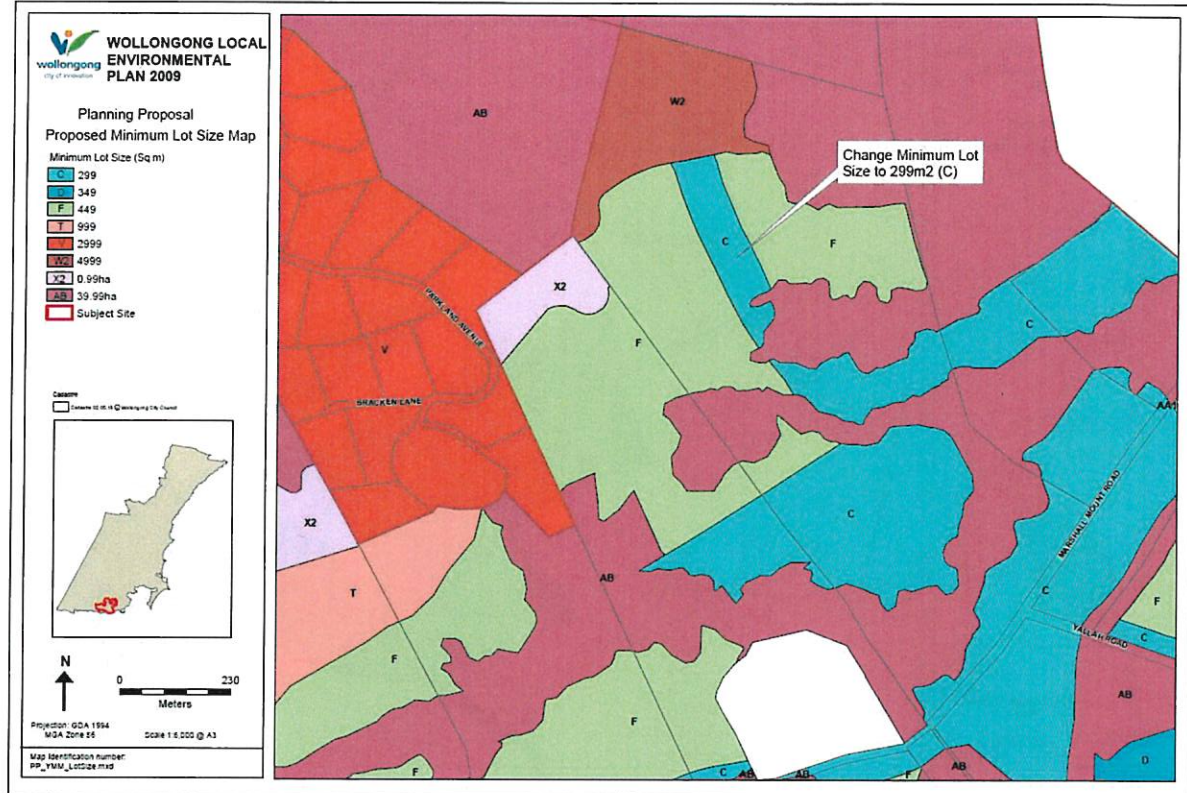 wollongong
city of innovation
WOLLONGONG LOCAL
ENVIRONMENTAL
PLAN 2009
Planning Proposal
Proposed Minimum Lot Size Map
Minimum Lot Size (Sq m)
C 299
D 349
F 449
T 999
V 2999
W2 4999
X2 0.99ha
AB 39.99ha
Subject Site
Cadastre
N
0 230
Meters
Projection: GDA 1994
MGA Zone 56
Scale 1:6,000 @ A3
Map Identification number:
PP_YMM_LotSize.mxd
AB
W2
Change Minimum Lot
Size to 299m2 (C)
C
F
X2
PARKLAND AVENUE
C
F
V
BRACKEN LANE
AA1
MARSHALL MOUNT ROAD
C
X2
AB
T
C
F
YALLAH ROAD
C
F
AB
F
D
F
C
AB
AB
F
AB